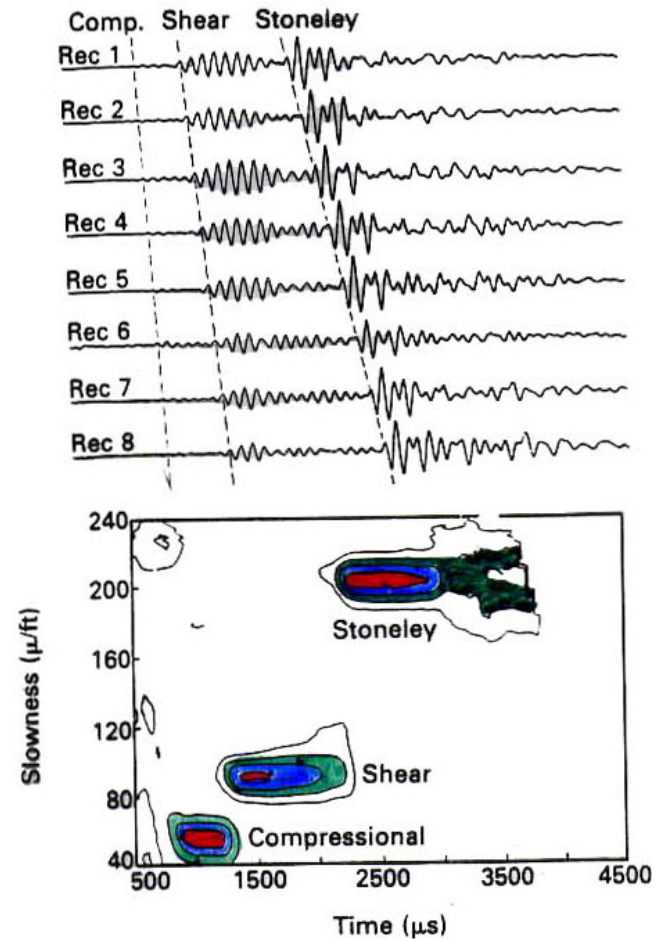 Comp. Shear Stoneley
Rec 1
Rec 2
Rec 3
Rec 4
Rec 5
Rec 6
Rec 7
Rec 8
240
200
160
120
80
40
Slowness (μ/ft)
Stoneley
Shear
Compressional
500 1500 2500 3500 4500
Time (μs)